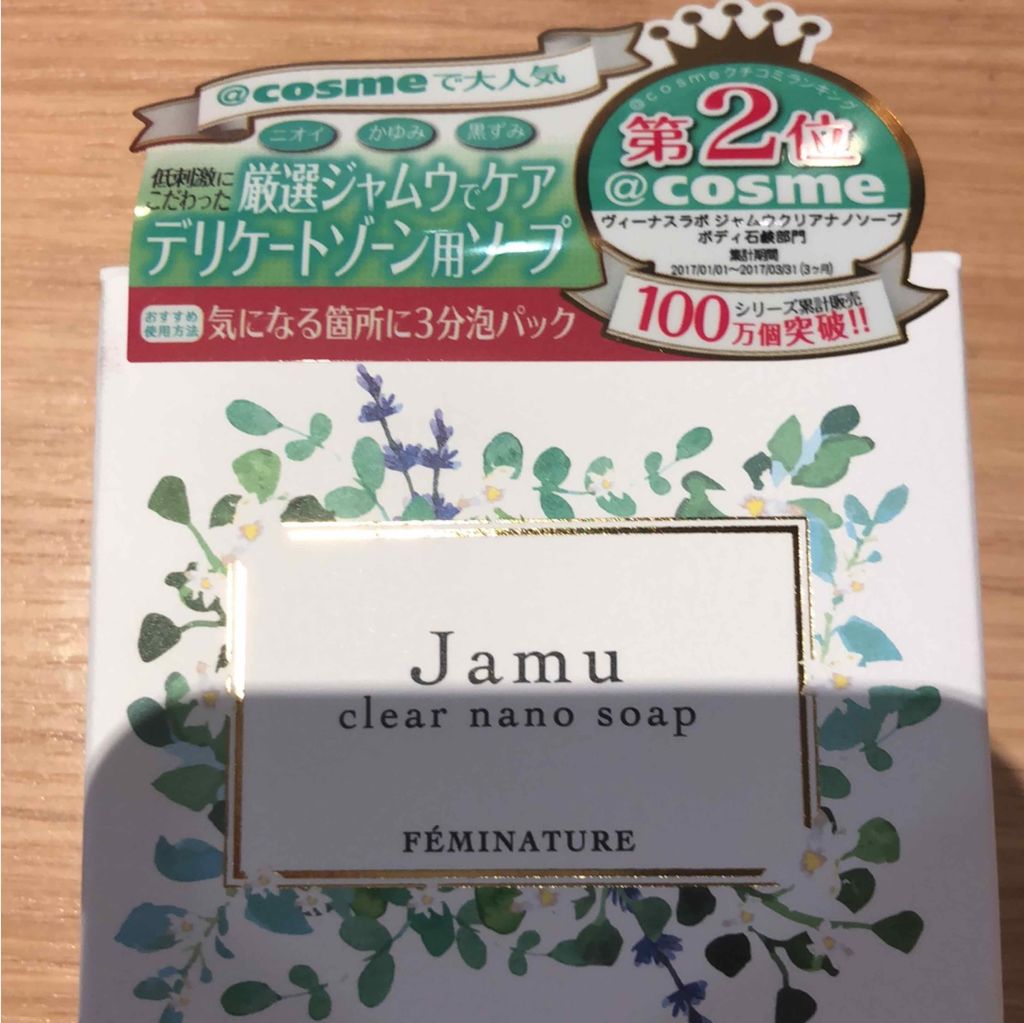 @cosmeで大人気
ニオイ かゆみ 黒ずみ
低刺激に
こだわった
厳選ジャムウでケア
デリケートゾーン用ソープ
おすすめ
使用方法
気になる箇所に3分泡パック
@cosmeクチコミランキング
第2位
@cosme
ヴィーナスラボ ジャムウクリアナノソープ
ボディ石鹸部門
集計期間
2017/01/01～2017/03/31(3ヶ月)
シリーズ累計販売
100万個突破!!
Jamu
clear nano soap
FÉMINATURE